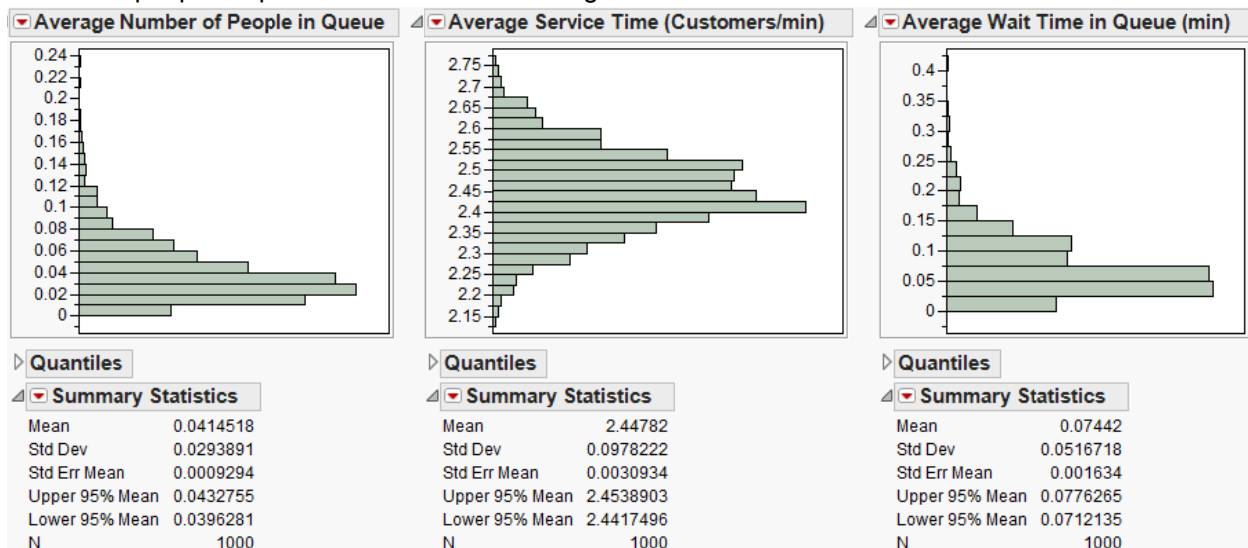 Average Number of People in Queue
0.24
0.22
0.2
0.18
0.16
0.14
0.12
0.1
0.08
0.06
0.04
0.02
0
Quantiles
Summary Statistics
Mean 0.0414518
Std Dev 0.0293891
Std Err Mean 0.0009294
Upper 95% Mean 0.0432755
Lower 95% Mean 0.0396281
N 1000
Average Service Time (Customers/min)
2.75
2.7
2.65
2.6
2.55
2.5
2.45
2.4
2.35
2.3
2.25
2.2
2.15
Quantiles
Summary Statistics
Mean 2.44782
Std Dev 0.0978222
Std Err Mean 0.0030934
Upper 95% Mean 2.4538903
Lower 95% Mean 2.4417496
N 1000
Average Wait Time in Queue (min)
0.4
0.35
0.3
0.25
0.2
0.15
0.1
0.05
0
Quantiles
Summary Statistics
Mean 0.07442
Std Dev 0.0516718
Std Err Mean 0.001634
Upper 95% Mean 0.0776265
Lower 95% Mean 0.0712135
N 1000